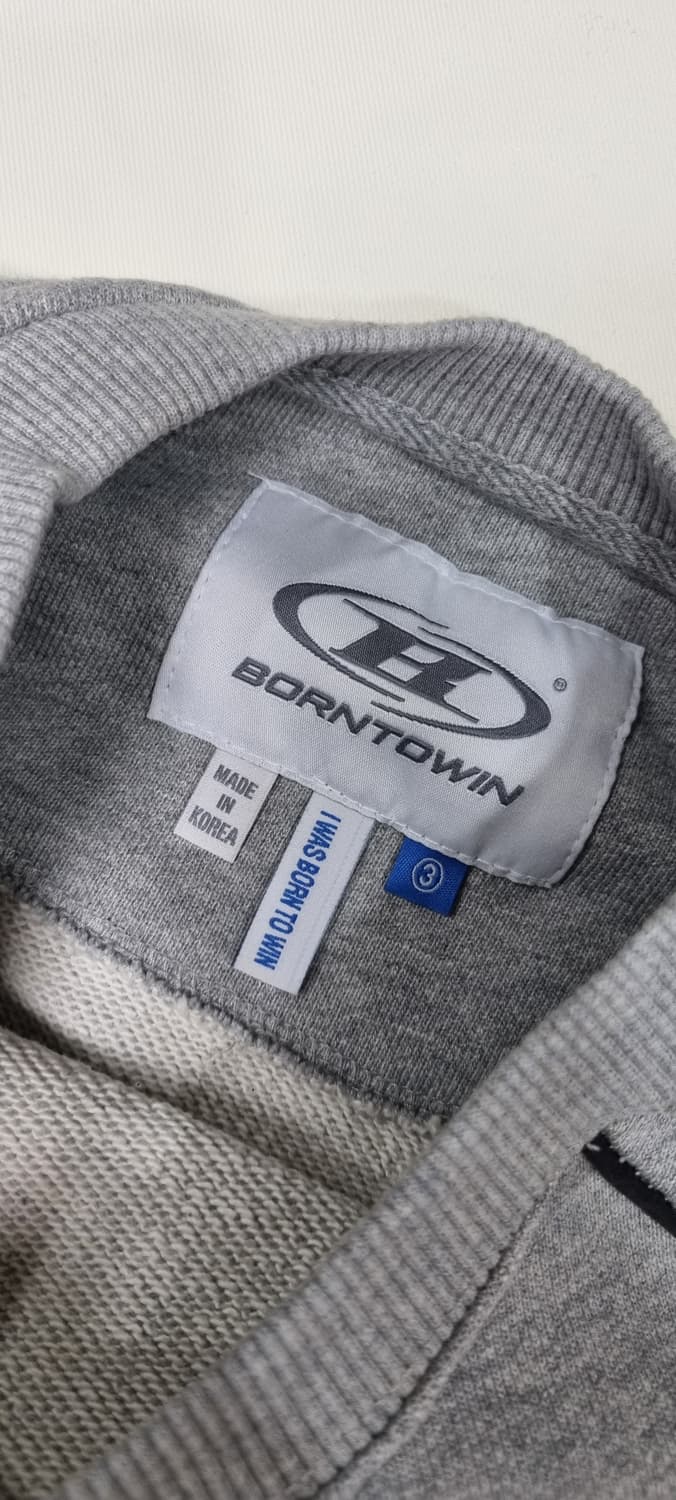 ®
BORNTOWIN
MADE
IN
KOREA
I WAS BORN TO WIN
3